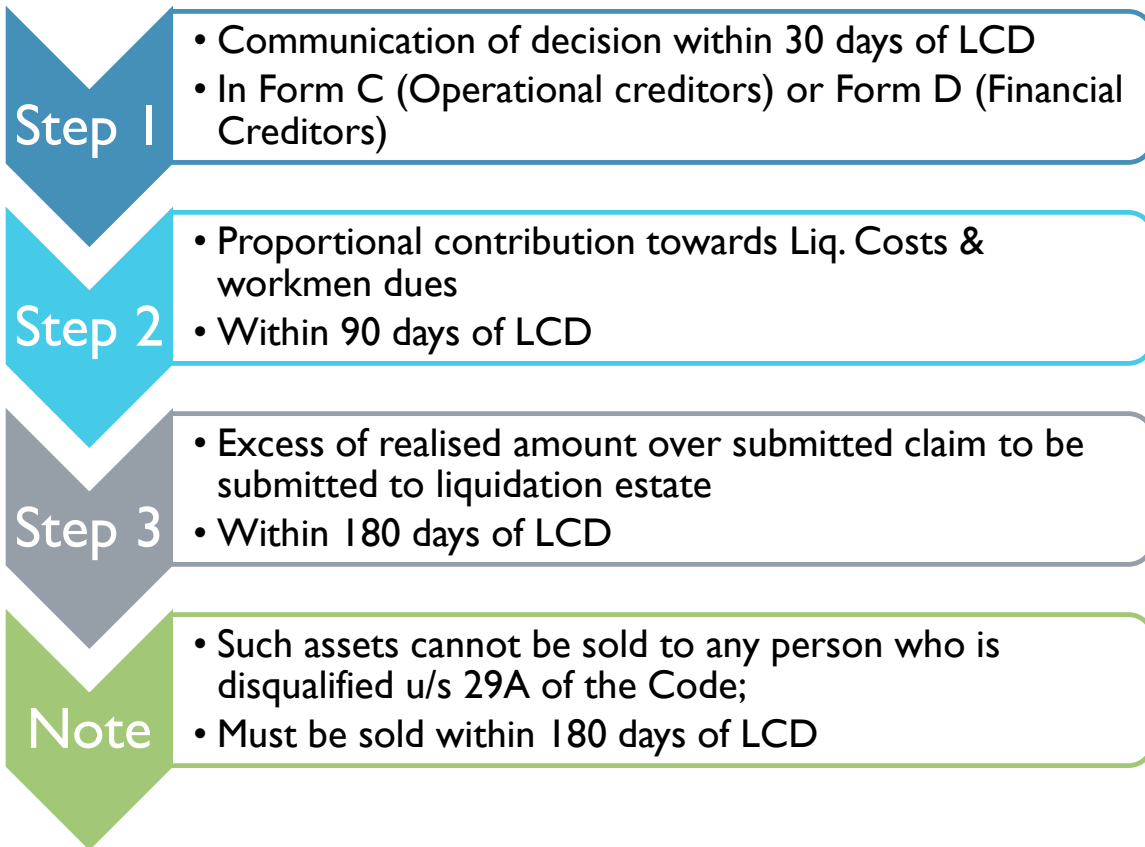 Step 1
• Communication of decision within 30 days of LCD
• In Form C (Operational creditors) or Form D (Financial
Creditors)
Step 2
• Proportional contribution towards Liq. Costs &
workmen dues
• Within 90 days of LCD
Step 3
• Excess of realised amount over submitted claim to be
submitted to liquidation estate
• Within 180 days of LCD
Note
• Such assets cannot be sold to any person who is
disqualified u/s 29A of the Code;
• Must be sold within 180 days of LCD